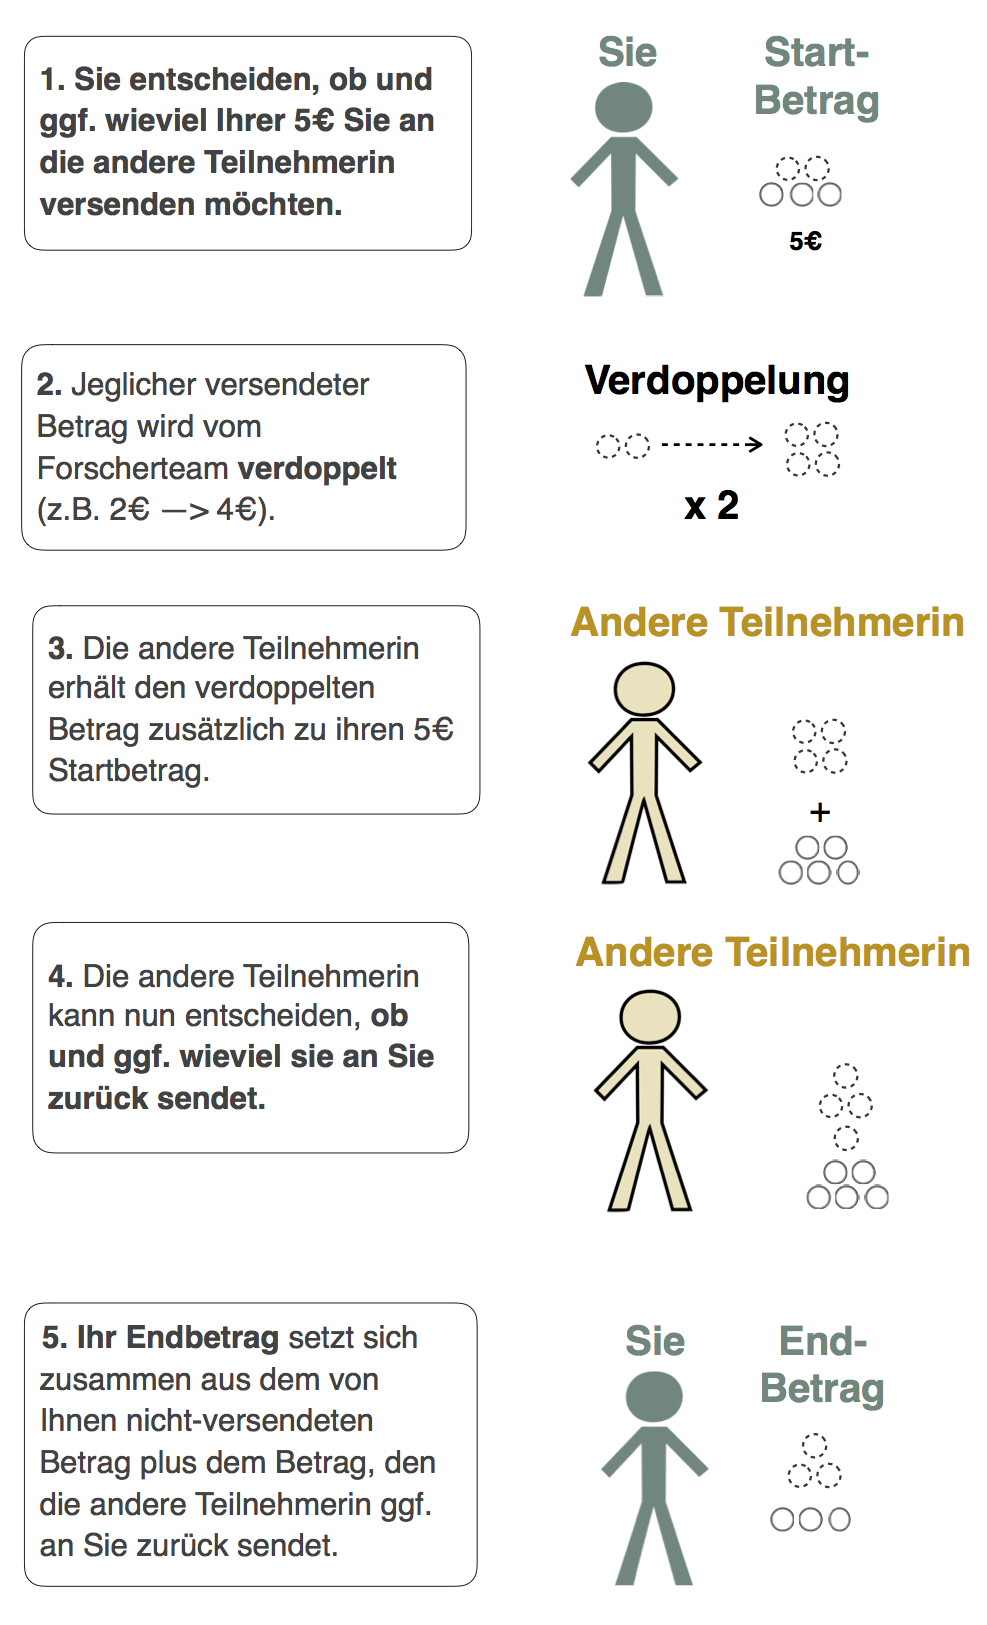 1. Sie entscheiden, ob und
ggf. wieviel Ihrer 5€ Sie an
die andere Teilnehmerin
versenden möchten.
Sie
Start-
Betrag
5€
2. Jeglicher versendeter
Betrag wird vom
Forscherteam verdoppelt
(z.B. 2€ —> 4€).
Verdoppelung
x 2
3. Die andere Teilnehmerin
erhält den verdoppelten
Betrag zusätzlich zu ihren 5€
Startbetrag.
Andere Teilnehmerin
+
4. Die andere Teilnehmerin
kann nun entscheiden, ob
und ggf. wieviel sie an Sie
zurück sendet.
Andere Teilnehmerin
5. Ihr Endbetrag setzt sich
zusammen aus dem von
Ihnen nicht-versendeten
Betrag plus dem Betrag, den
die andere Teilnehmerin ggf.
an Sie zurück sendet.
Sie
End-
Betrag